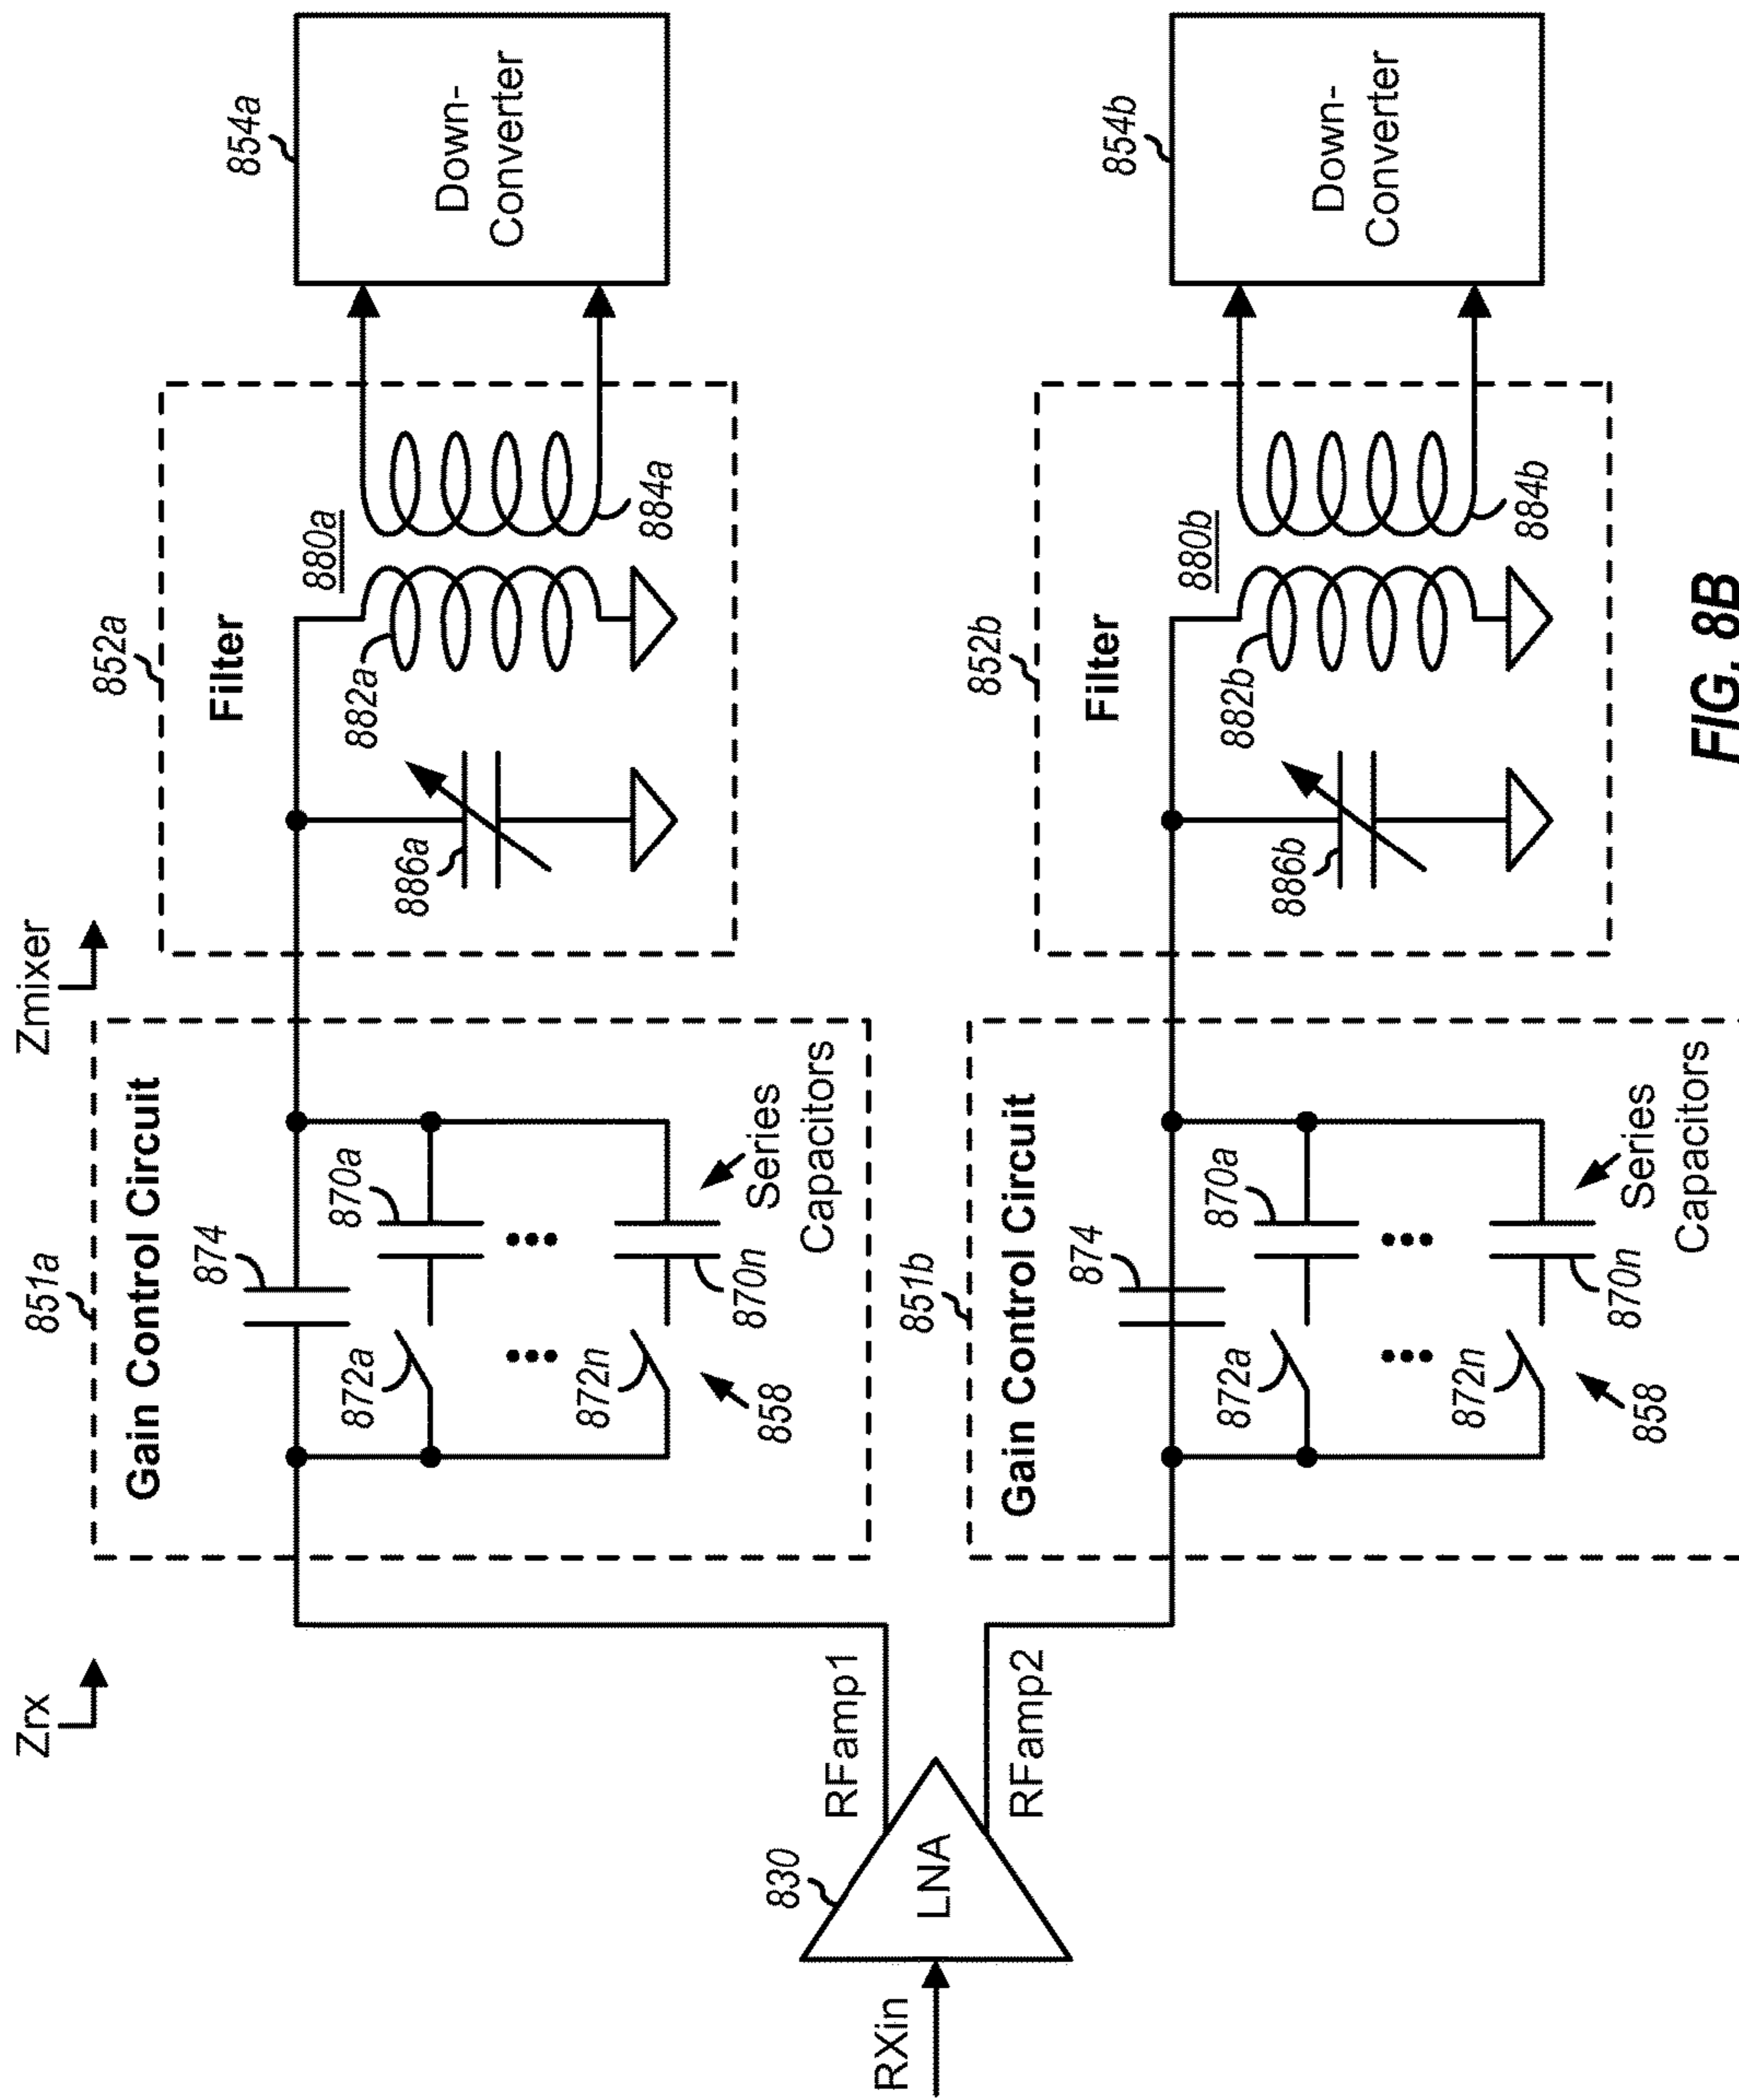 Zrx
Zmixer
851a
Gain Control Circuit
874
872a
870a
872n
870n
858
Series
Capacitors
852a
Filter
886a
882a
880a
884a
854a
Down-
Converter
RXin
830
LNA
RFamp1
RFamp2
851b
Gain Control Circuit
874
872a
870a
872n
870n
858
Series
Capacitors
852b
Filter
886b
882b
880b
884b
854b
Down-
Converter
FIG. 8B